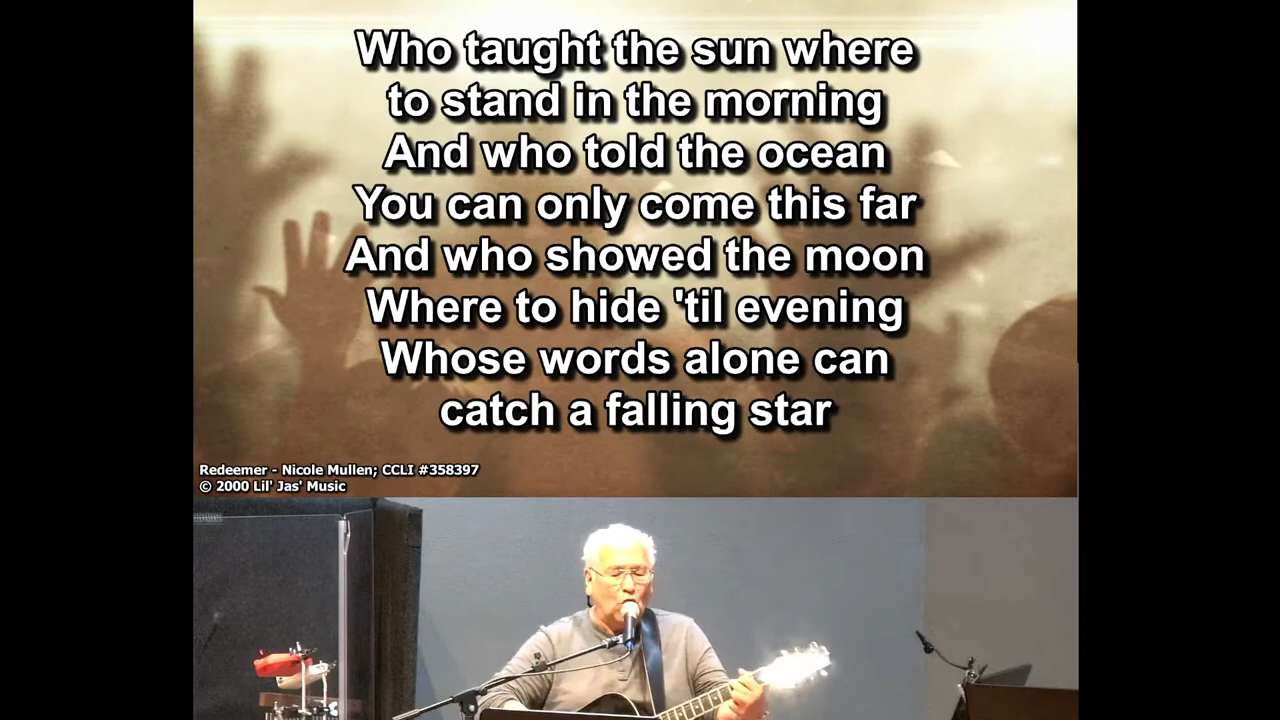 Who taught the sun where
to stand in the morning
And who told the ocean
You can only come this far
And who showed the moon
Where to hide 'til evening
Whose words alone can
catch a falling star
Redeemer - Nicole Mullen; CCLI #358397
© 2000 Lil' Jas' Music